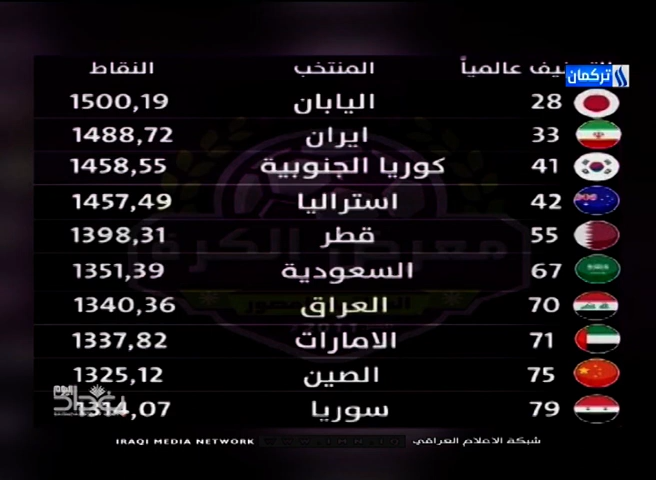 تركمان
التصنيف عالمياً المنتخب النقاط
28 اليابان 1500,19
33 ايران 1488,72
41 كوريا الجنوبية 1458,55
42 استراليا 1457,49
55 قطر 1398,31
67 السعودية 1351,39
70 العراق 1340,36
71 الامارات 1337,82
75 الصين 1325,12
79 سوريا 1314,07
معرض الكرة
IRAQI MEDIA NETWORK شبكة الاعلام العراقي